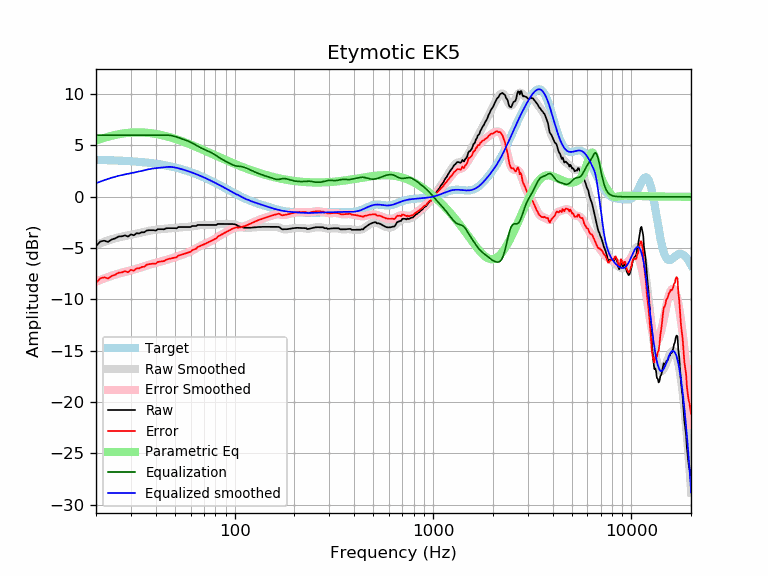 Etymotic EK5
10
5
0
−5
−10
−15
−20
−25
−30
Amplitude (dBr)
Target
Raw Smoothed
Error Smoothed
Raw
Error
Parametric Eq
Equalization
Equalized smoothed
100
1000
10000
Frequency (Hz)